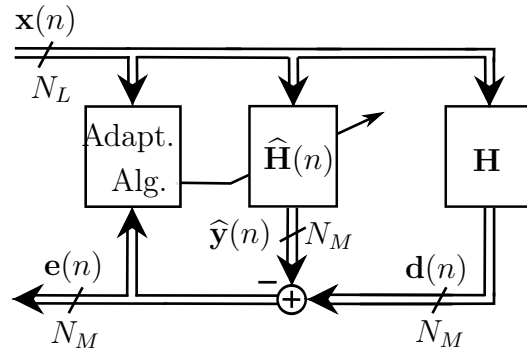 x(n)
N_L
Adapt.
Alg.
Ĥ(n)
H
ŷ(n)
N_M
−
+
e(n)
N_M
d(n)
N_M